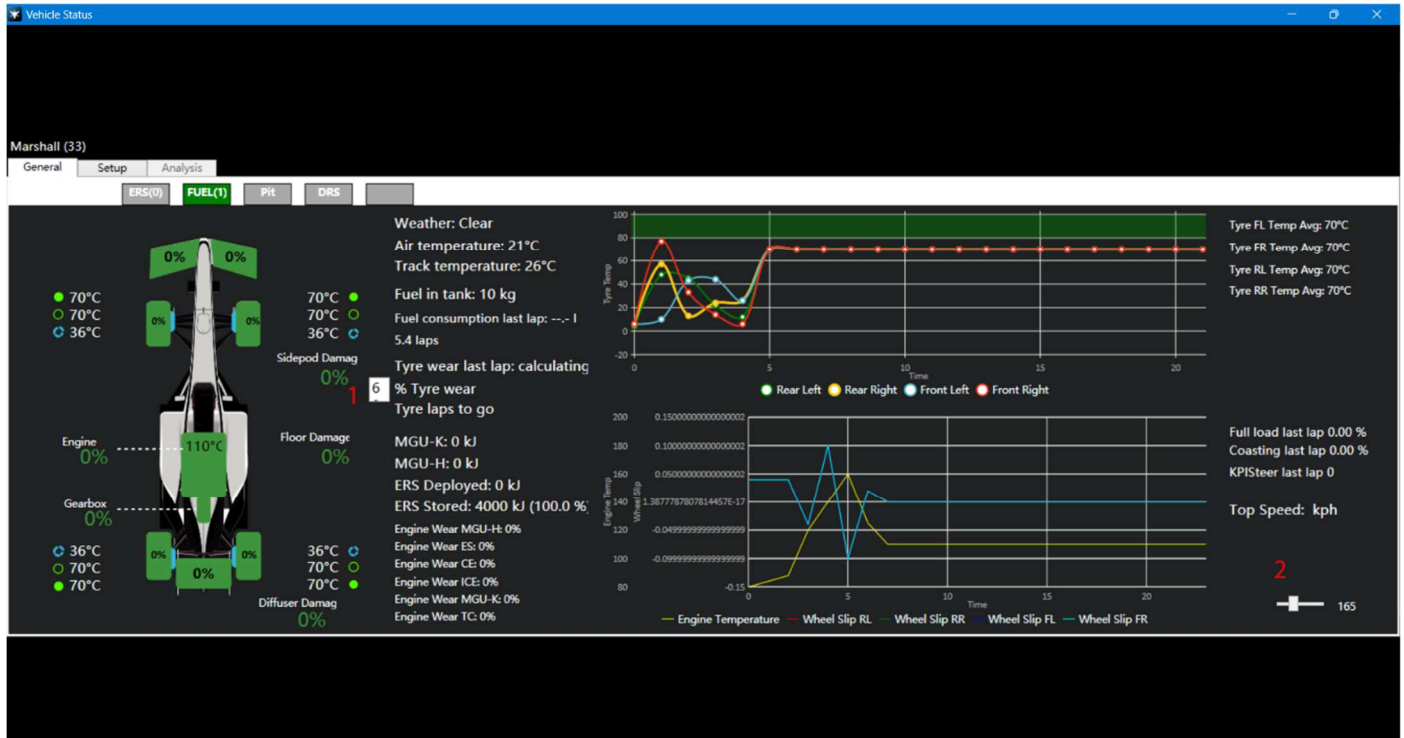 Vehicle Status
Marshall (33)
General Setup Analysis
ERS(0) FUEL(1) Pit DRS
0% 0%
70°C 70°C
70°C 70°C
36°C 36°C
0% 0%
Sidepod Damag
0%
Engine
0%
110°C
Floor Damage
0%
Gearbox
0%
36°C 36°C
70°C 70°C
70°C 70°C
0% 0%
0%
Diffuser Damag
0%
Weather: Clear
Air temperature: 21°C
Track temperature: 26°C
Fuel in tank: 10 kg
Fuel consumption last lap: --.- l
5.4 laps
Tyre wear last lap: calculating
1 6 % Tyre wear
Tyre laps to go
MGU-K: 0 kJ
MGU-H: 0 kJ
ERS Deployed: 0 kJ
ERS Stored: 4000 kJ (100.0 %
Engine Wear MGU-H: 0%
Engine Wear ES: 0%
Engine Wear CE: 0%
Engine Wear ICE: 0%
Engine Wear MGU-K: 0%
Engine Wear TC: 0%
100
80
60
40
20
0
-20
Tyre Temp
0 5 10 15 20
Time
Rear Left Rear Right Front Left Front Right
200 0.15000000000000002
180 0.10000000000000002
160 0.05000000000000002
140 1.3877787807814457E-17
120 -0.04999999999999999
100 -0.09999999999999999
80 -0.15
Engine Temp
Wheel Slip
0 5 10 15 20
Time
Engine Temperature Wheel Slip RL Wheel Slip RR Wheel Slip FL Wheel Slip FR
Tyre FL Temp Avg: 70°C
Tyre FR Temp Avg: 70°C
Tyre RL Temp Avg: 70°C
Tyre RR Temp Avg: 70°C
Full load last lap 0.00 %
Coasting last lap 0.00 %
KPISteer last lap 0
Top Speed: kph
2
165